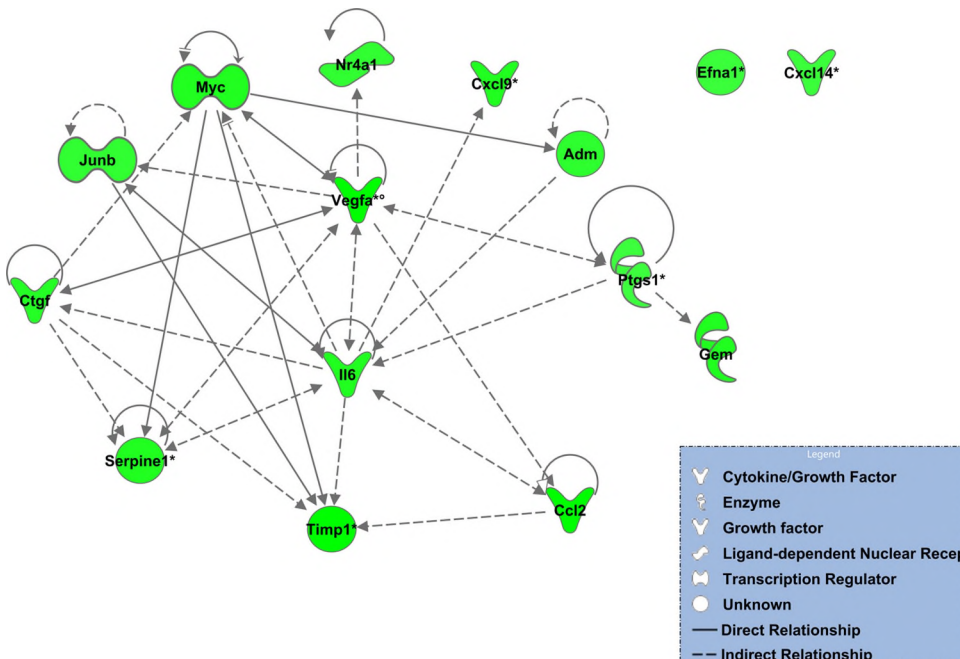 Nr4a1
Myc
Cxcl9*
Efna1*
Cxcl14*
Junb
Adm
Vegfa*°
Ptgs1*
Ctgf
Gem
Il6
Serpine1*
Timp1*
Ccl2
Legend
Cytokine/Growth Factor
Enzyme
Growth factor
Ligand-dependent Nuclear Recep
Transcription Regulator
Unknown
Direct Relationship
Indirect Relationship